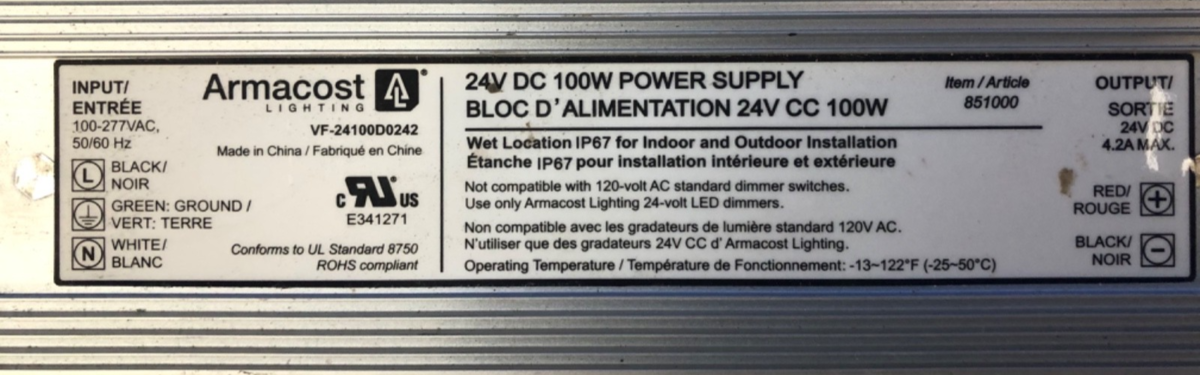 INPUT/
ENTRÉE
100-277VAC,
50/60 Hz
L BLACK/
NOIR
GREEN: GROUND /
VERT: TERRE
N WHITE/
BLANC
Armacost
LIGHTING
VF-24100D0242
Made in China / Fabriqué en Chine
c RU US
E341271
Conforms to UL Standard 8750
ROHS compliant
24V DC 100W POWER SUPPLY
BLOC D'ALIMENTATION 24V CC 100W
Item / Article
851000
Wet Location IP67 for Indoor and Outdoor Installation
Étanche IP67 pour installation intérieure et extérieure
Not compatible with 120-volt AC standard dimmer switches.
Use only Armacost Lighting 24-volt LED dimmers.
Non compatible avec les gradateurs de lumière standard 120V AC.
N'utiliser que des gradateurs 24V CC d' Armacost Lighting.
Operating Temperature / Température de Fonctionnement: -13~122°F (-25~50°C)
OUTPUT/
SORTIE
24V DC
4.2A MAX.
RED/
ROUGE +
BLACK/
NOIR -